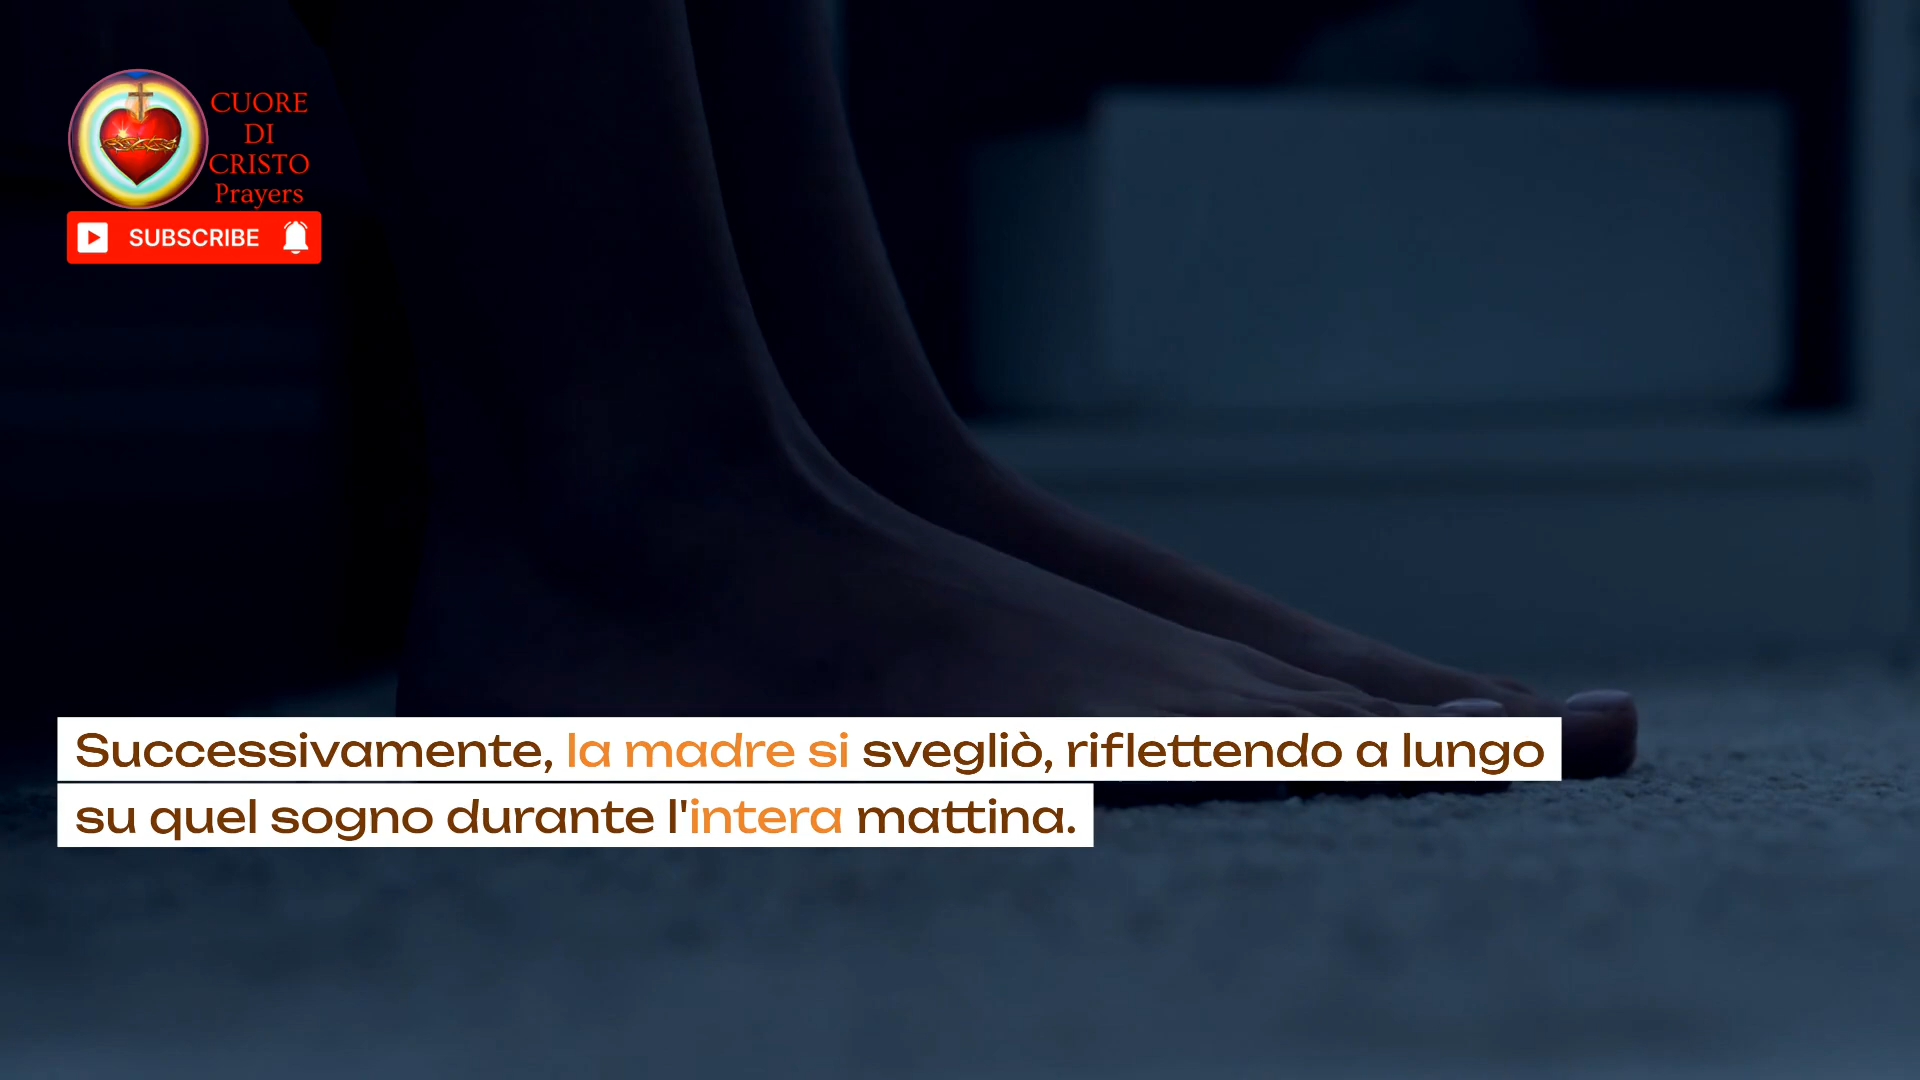 CUORE
DI
CRISTO
Prayers
SUBSCRIBE
Successivamente, la madre si svegliò, riflettendo a lungo
su quel sogno durante l'intera mattina.